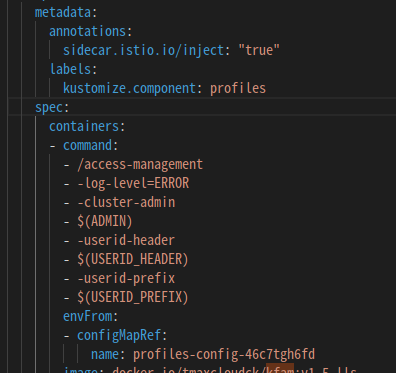 metadata:
annotations:
sidecar.istio.io/inject: "true"
labels:
kustomize.component: profiles
spec:
containers:
- command:
- /access-management
- -log-level=ERROR
- -cluster-admin
- $(ADMIN)
- -userid-header
- $(USERID_HEADER)
- -userid-prefix
- $(USERID_PREFIX)
envFrom:
- configMapRef:
name: profiles-config-46c7tgh6fd
image: docker.io/tmaxcloudck/kfam:v1.5-lls